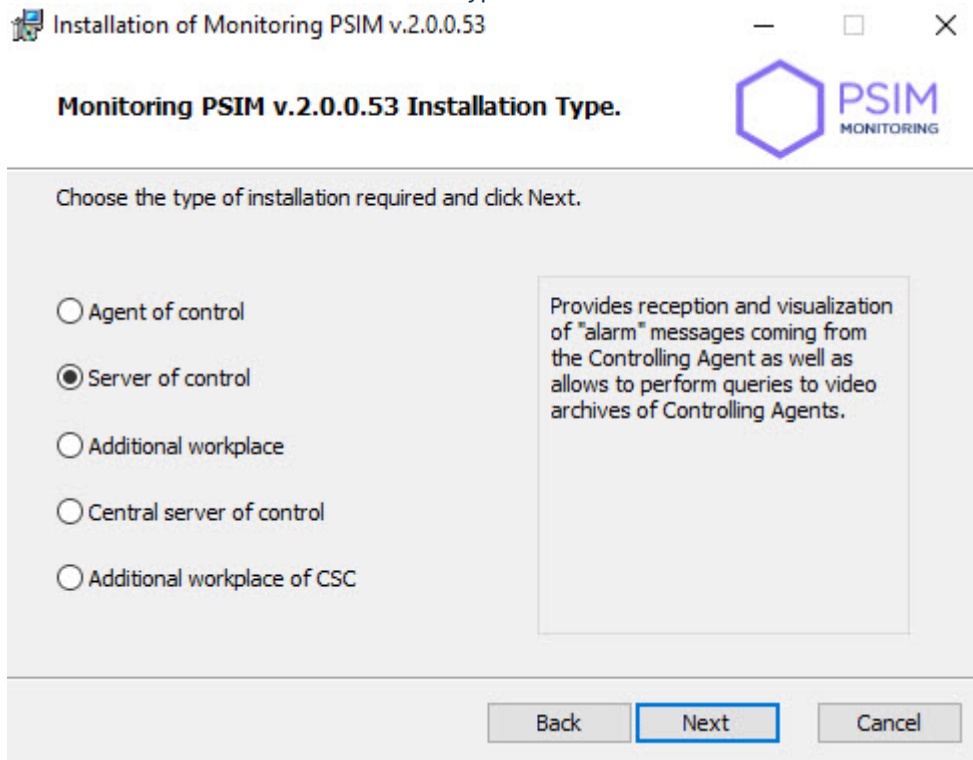 Installation of Monitoring PSIM v.2.0.0.53
Monitoring PSIM v.2.0.0.53 Installation Type.
PSIM
MONITORING
Choose the type of installation required and click Next.
Agent of control
Server of control
Additional workplace
Central server of control
Additional workplace of CSC
Provides reception and visualization
of "alarm" messages coming from
the Controlling Agent as well as
allows to perform queries to video
archives of Controlling Agents.
Back
Next
Cancel